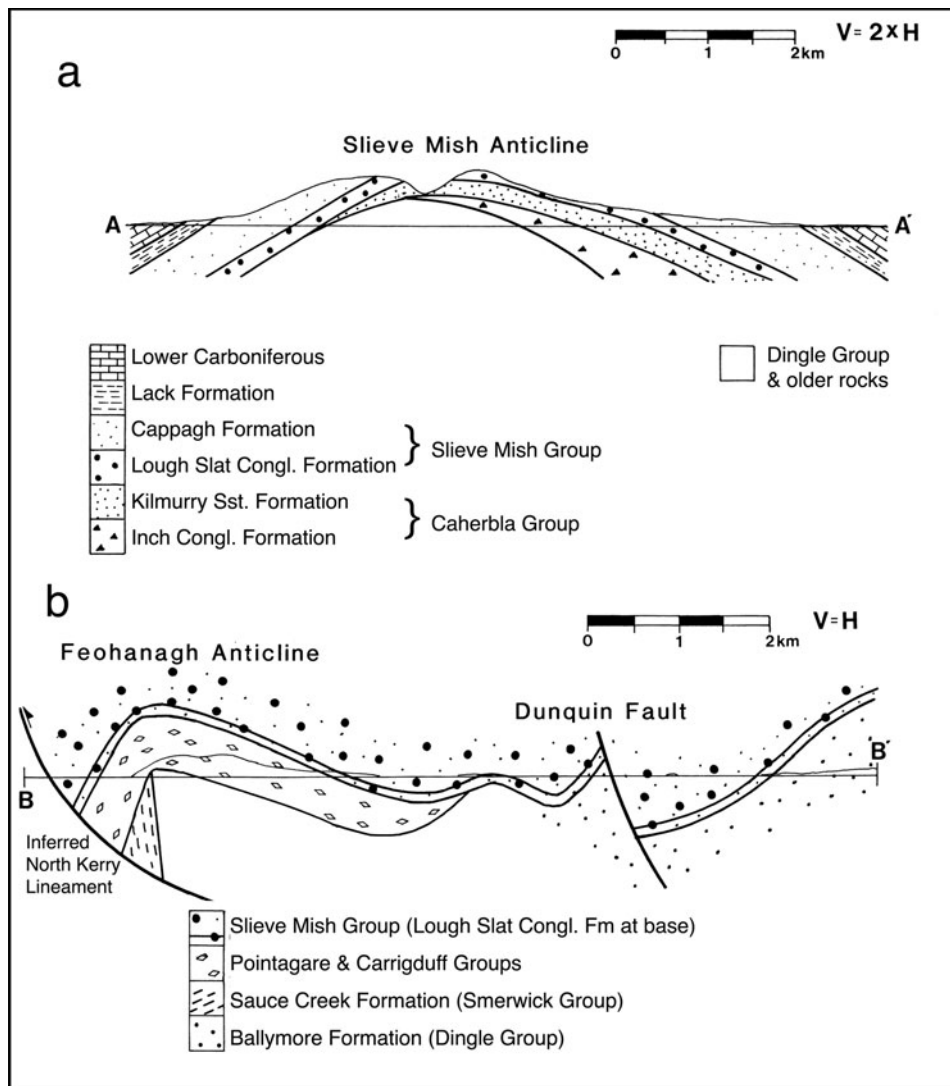 V= 2xH
0 1 2km
a
Slieve Mish Anticline
A A′
Lower Carboniferous
Lack Formation
Cappagh Formation
Lough Slat Congl. Formation
Slieve Mish Group
Kilmurry Sst. Formation
Inch Congl. Formation
Caherbla Group
Dingle Group
& older rocks
b
V=H
0 1 2km
Feohanagh Anticline
Dunquin Fault
B B′
Inferred
North Kerry
Lineament
Slieve Mish Group (Lough Slat Congl. Fm at base)
Pointagare & Carrigduff Groups
Sauce Creek Formation (Smerwick Group)
Ballymore Formation (Dingle Group)